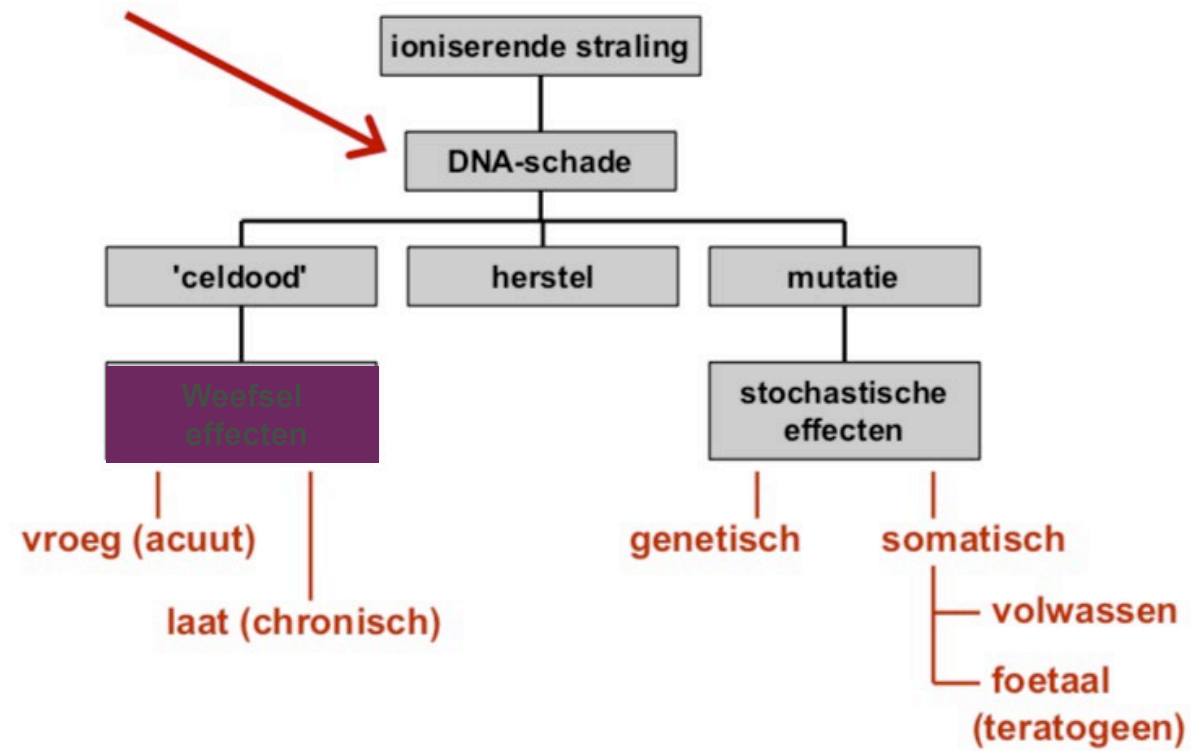 ioniserende straling
DNA-schade
'celdood'
herstel
mutatie
Weefsel
effecten
stochastische
effecten
vroeg (acuut)
laat (chronisch)
genetisch
somatisch
volwassen
foetaal
(teratogeen)